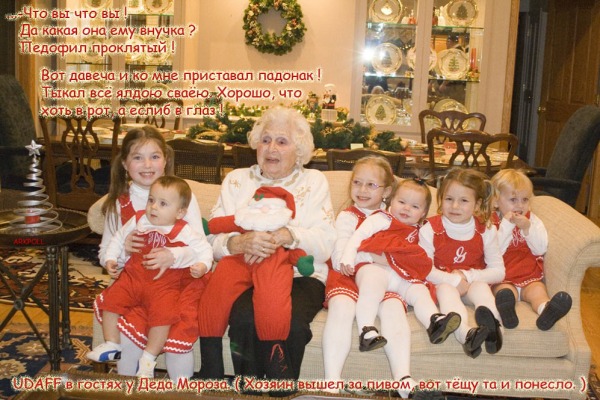 -Что вы что вы !
Да какая она ему внучка ?
Педофил проклятый !
Вот давеча и ко мне приставал падонак !
Тыкал всё ялдою сваёю. Хорошо, что
хоть в рот, а еслиб в глаз !
UDAFF в гостях у Деда Мороза. ( Хозяин вышел за пивом, вот тёщу та и понесло. )